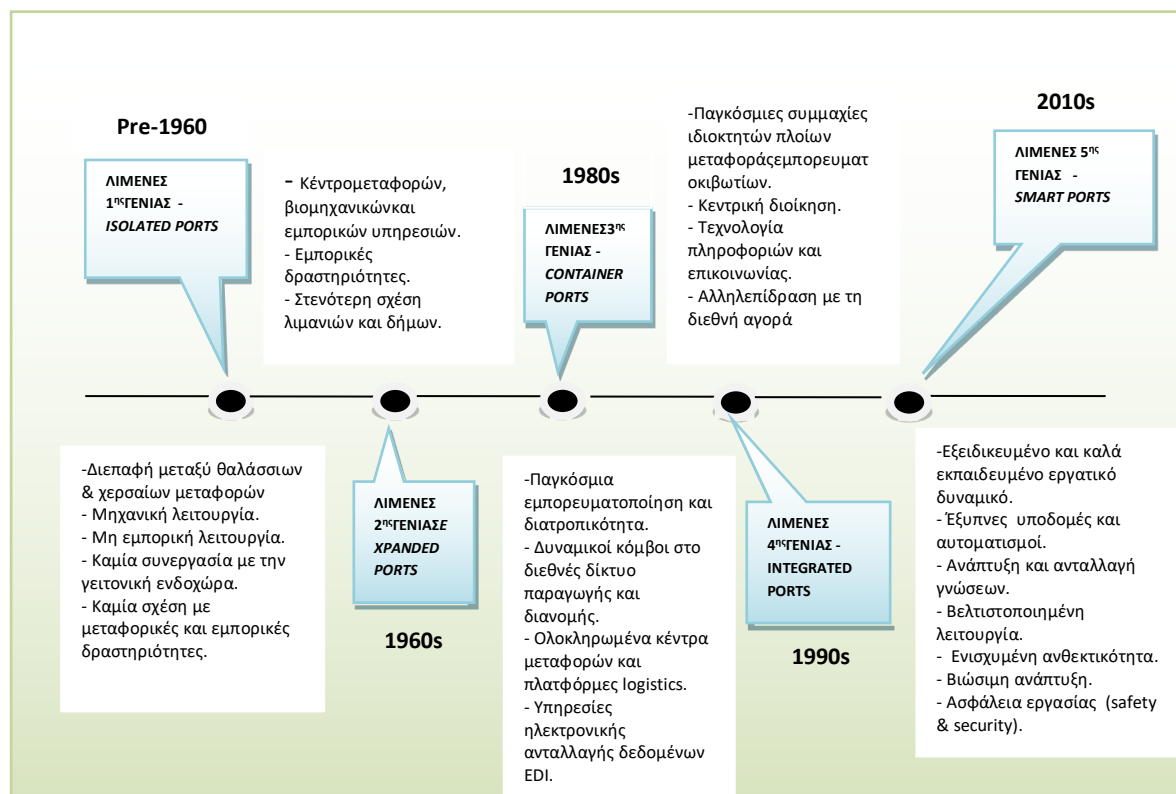 Pre-1960
ΛΙΜΕΝΕΣ
1ηςΓΕΝΙΑΣ -
ISOLATED PORTS
-Διεπαφή μεταξύ θαλάσσιων
& χερσαίων μεταφορών
- Μηχανική λειτουργία.
- Μη εμπορική λειτουργία.
- Καμία συνεργασία με την
γειτονική ενδοχώρα.
- Καμία σχέση με
μεταφορικές και εμπορικές
δραστηριότητες.
- Κέντρομεταφορών,
βιομηχανικώνκαι
εμπορικών υπηρεσιών.
- Εμπορικές
δραστηριότητες.
- Στενότερη σχέση
λιμανιών και δήμων.
ΛΙΜΕΝΕΣ
2ηςΓΕΝΙΑΣE
XPANDED
PORTS
1960s
1980s
ΛΙΜΕΝΕΣ3ης
ΓΕΝΙΑΣ -
CONTAINER
PORTS
-Παγκόσμια
εμπορευματοποίηση και
διατροπικότητα.
- Δυναμικοί κόμβοι στο
διεθνές δίκτυο
παραγωγής και
διανομής.
- Ολοκληρωμένα κέντρα
μεταφορών και
πλατφόρμες logistics.
- Υπηρεσίες
ηλεκτρονικής
ανταλλαγής δεδομένων
EDI.
-Παγκόσμιες συμμαχίες
ιδιοκτητών πλοίων
μεταφοράςεμπορευματ
οκιβωτίων.
- Κεντρική διοίκηση.
- Τεχνολογία
πληροφοριών και
επικοινωνίας.
- Αλληλεπίδραση με τη
διεθνή αγορά
ΛΙΜΕΝΕΣ
4ηςΓΕΝΙΑΣ -
INTEGRATED
PORTS
1990s
2010s
ΛΙΜΕΝΕΣ 5ης
ΓΕΝΙΑΣ -
SMART PORTS
-Εξειδικευμένο και καλά
εκπαιδευμένο εργατικό
δυναμικό.
- Έξυπνες υποδομές και
αυτοματισμοί.
- Ανάπτυξη και ανταλλαγή
γνώσεων.
- Βελτιστοποιημένη
λειτουργία.
- Ενισχυμένη ανθεκτικότητα.
- Βιώσιμη ανάπτυξη.
- Ασφάλεια εργασίας (safety
& security).